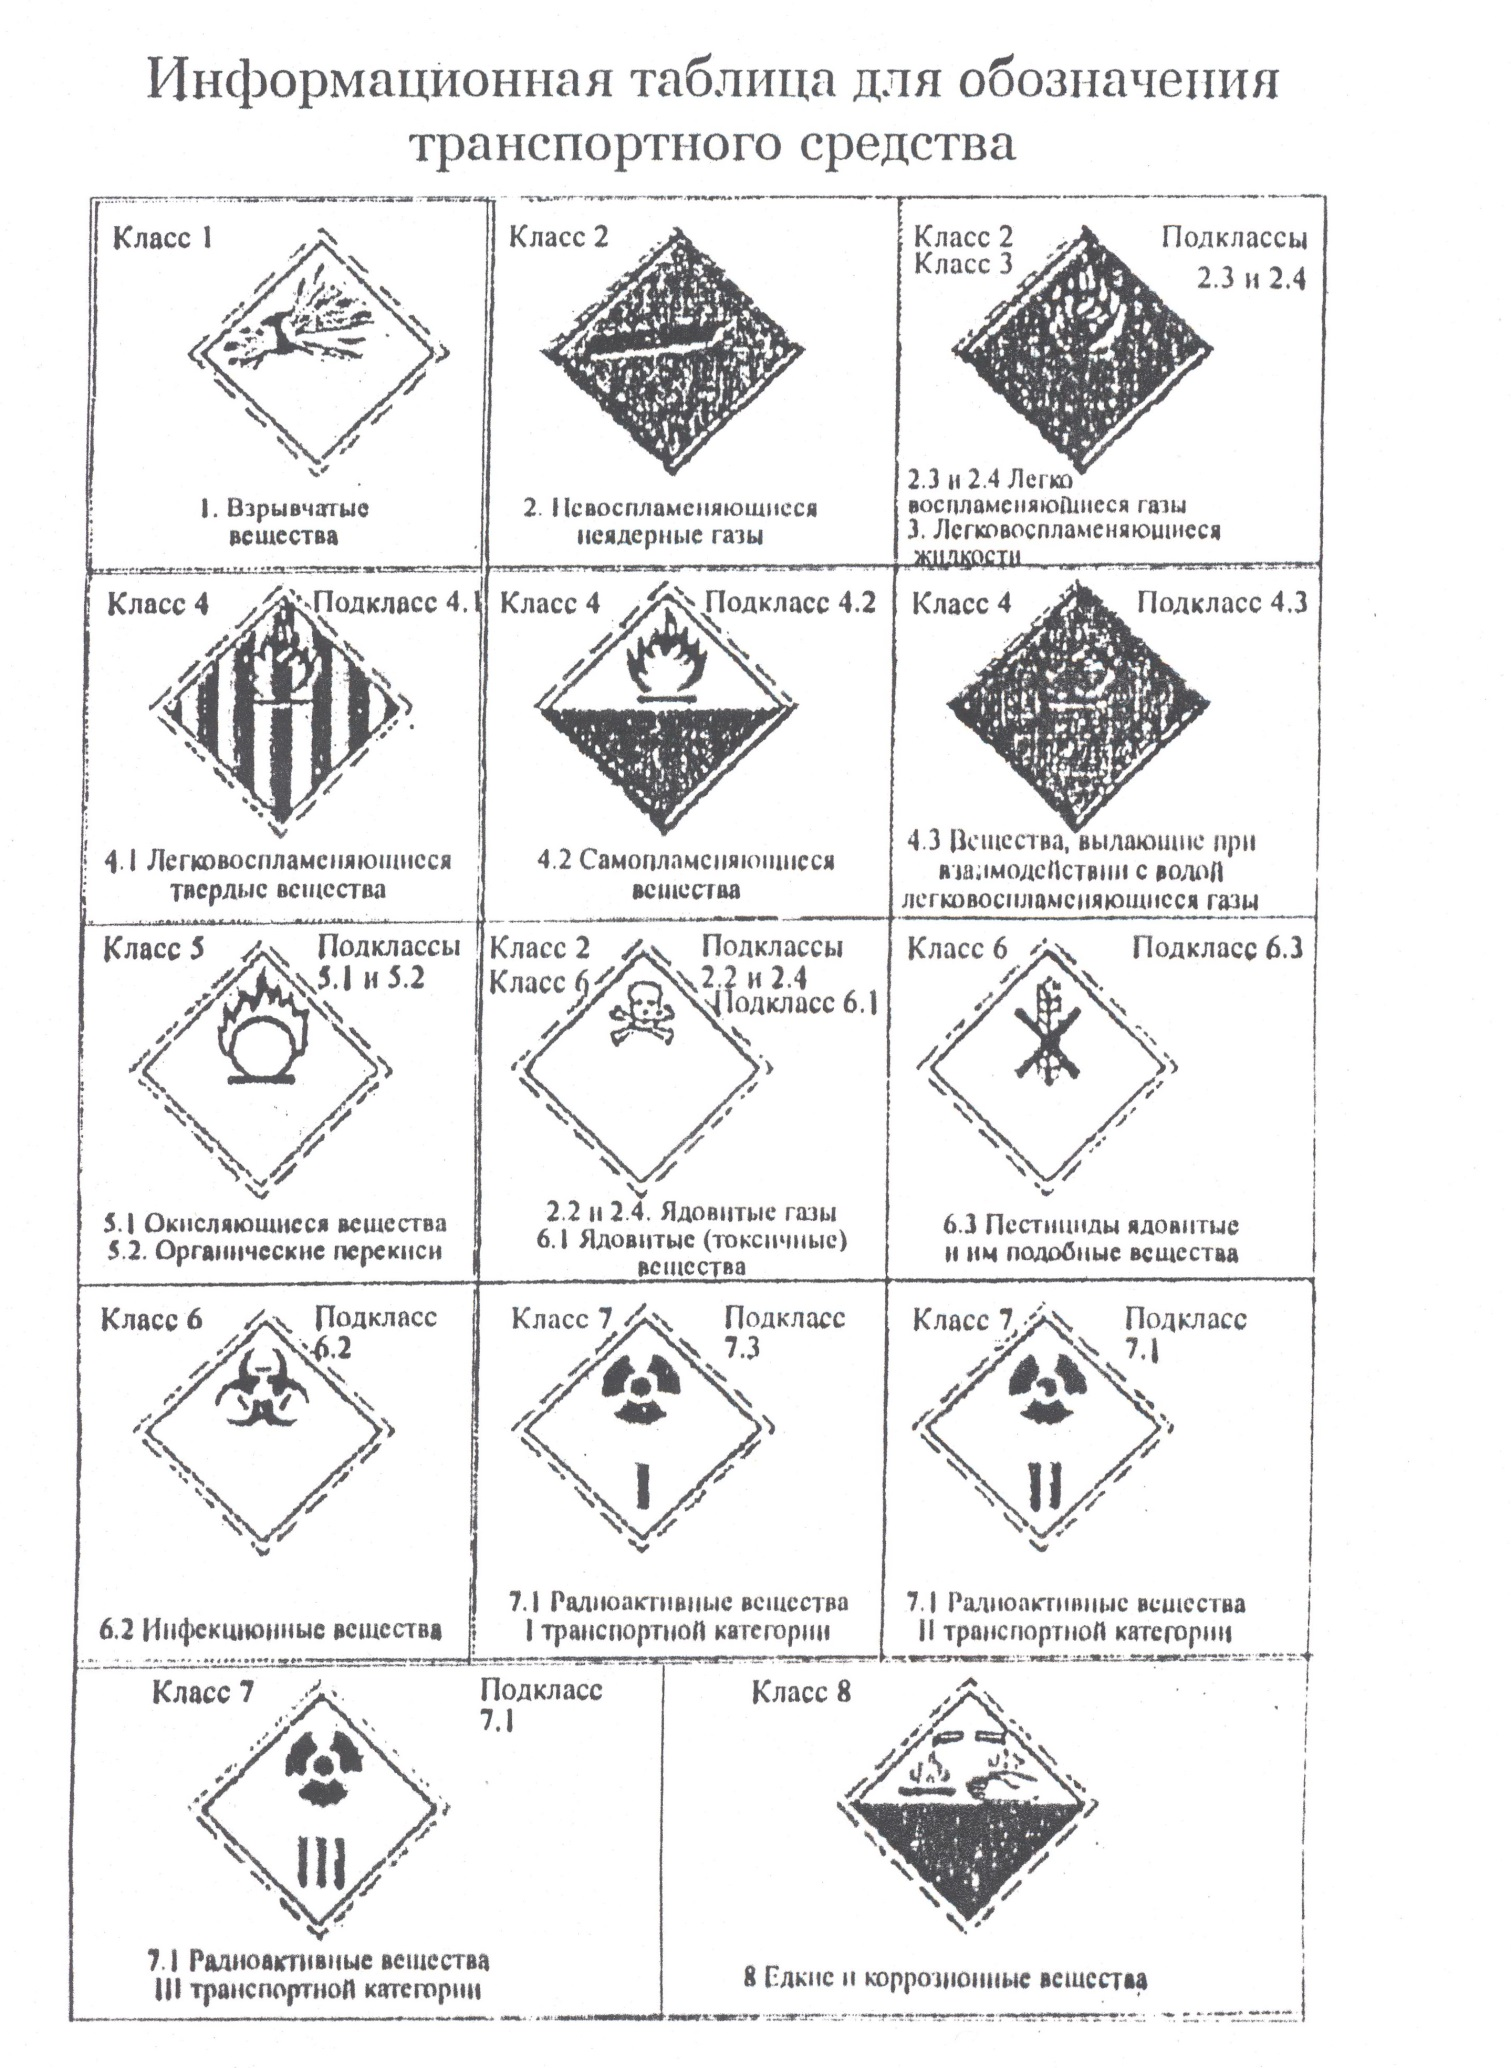 Информационная таблица для обозначения
транспортного средства
Класс 1
1. Взрывчатые
вещества
Класс 2
2. Невоспламеняющиеся
неядерные газы
Класс 2
Класс 3
Подклассы
2.3 и 2.4
2.3 и 2.4 Легко
воспламеняющиеся газы
3. Легковоспламеняющиеся
жидкости
Класс 4
Подкласс 4.1
4.1 Легковоспламеняющиеся
твердые вещества
Класс 4
Подкласс 4.2
4.2 Самопламеняющиеся
вещества
Класс 4
Подкласс 4.3
4.3 Вещества, выдающие при
взаимодействии с водой
легковоспламеняющиеся газы
Класс 5
Подклассы
5.1 и 5.2
5.1 Окисляющиеся вещества
5.2. Органические перекиси
Класс 2
Класс 6
Подклассы
2.2 и 2.4
Подкласс 6.1
2.2 и 2.4. Ядовитые газы
6.1 Ядовитые (токсичные)
вещества
Класс 6
Подкласс 6.3
6.3 Пестициды ядовитые
и им подобные вещества
Класс 6
Подкласс
6.2
6.2 Инфекционные вещества
Класс 7
Подкласс
7.3
I
7.1 Радиоактивные вещества
I транспортной категории
Класс 7
Подкласс
7.1
II
7.1 Радиоактивные вещества
II транспортной категории
Класс 7
Подкласс
7.1
III
7.1 Радиоактивные вещества
III транспортной категории
Класс 8
8 Едкие и коррозионные вещества